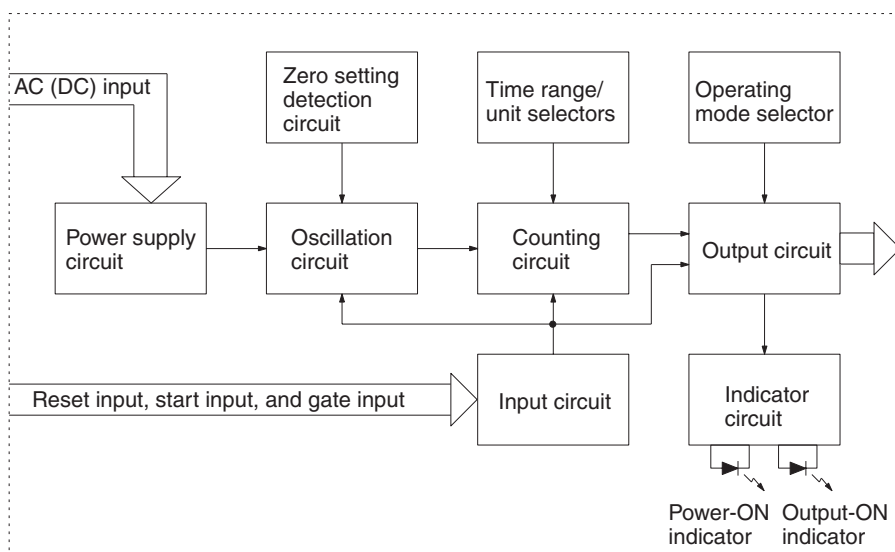 AC (DC) input
Zero setting
detection
circuit
Time range/
unit selectors
Operating
mode selector
Power supply
circuit
Oscillation
circuit
Counting
circuit
Output circuit
Reset input, start input, and gate input
Input circuit
Indicator
circuit
Power-ON
indicator
Output-ON
indicator